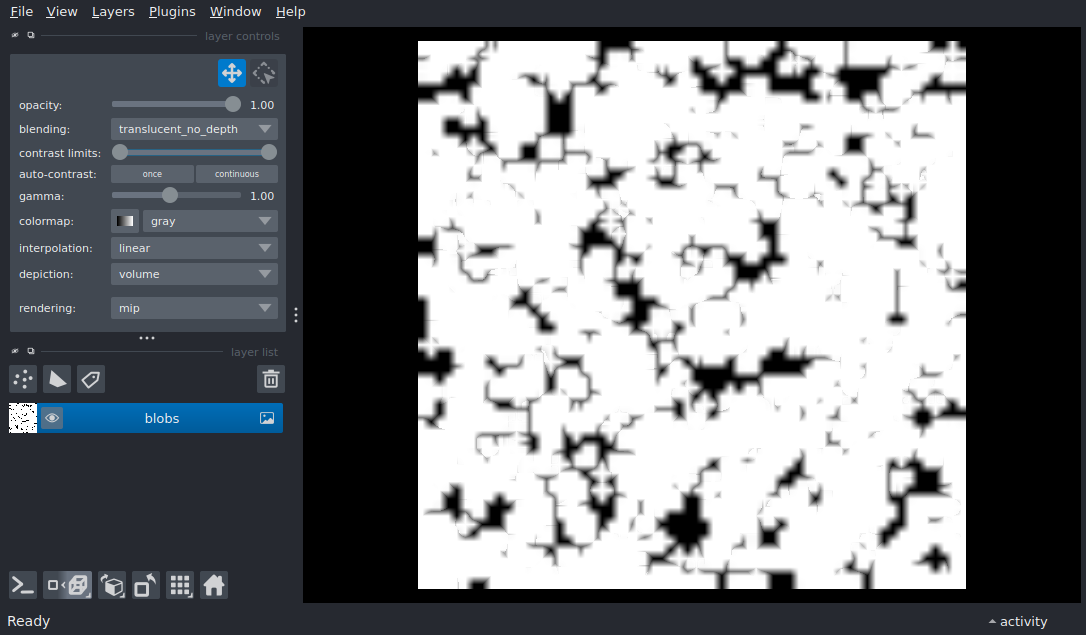 File View Layers Plugins Window Help
layer controls
opacity: 1.00
blending: translucent_no_depth
contrast limits:
auto-contrast: once continuous
gamma: 1.00
colormap: gray
interpolation: linear
depiction: volume
rendering: mip
layer list
blobs
Ready activity